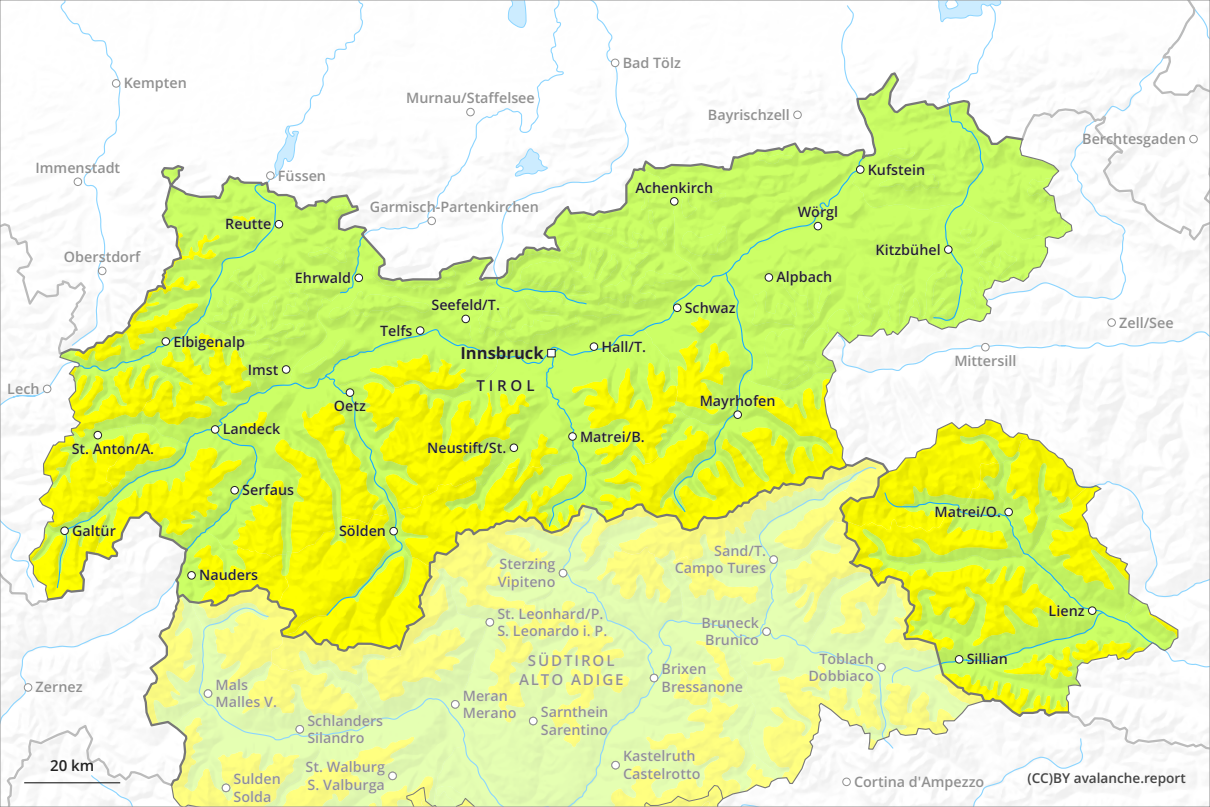 Kempten
Bad Tölz
Murnau/Staffelsee
Bayrischzell
Berchtesgaden
Immenstadt
Füssen
Kufstein
Achenkirch
Garmisch-Partenkirchen
Reutte
Wörgl
Oberstdorf
Kitzbühel
Ehrwald
Alpbach
Seefeld/T.
Schwaz
Telfs
Zell/See
Elbigenalp
Innsbruck
Hall/T.
Mittersill
Imst
TIROL
Lech
Oetz
Mayrhofen
Landeck
Matrei/B.
St. Anton/A.
Neustift/St.
Serfaus
Matrei/O.
Galtür
Sölden
Sand/T.
Campo Tures
Sterzing
Vipiteno
Nauders
Lienz
St. Leonhard/P.
S. Leonardo i. P.
Bruneck
Brunico
Sillian
SÜDTIROL
ALTO ADIGE
Toblach
Dobbiaco
Brixen
Bressanone
Zernez
Mals
Malles V.
Meran
Merano
Sarnthein
Sarentino
Schlanders
Silandro
Kastelruth
Castelrotto
St. Walburg
S. Valburga
Sulden
Solda
Cortina d'Ampezzo
20 km
(CC)BY avalanche.report